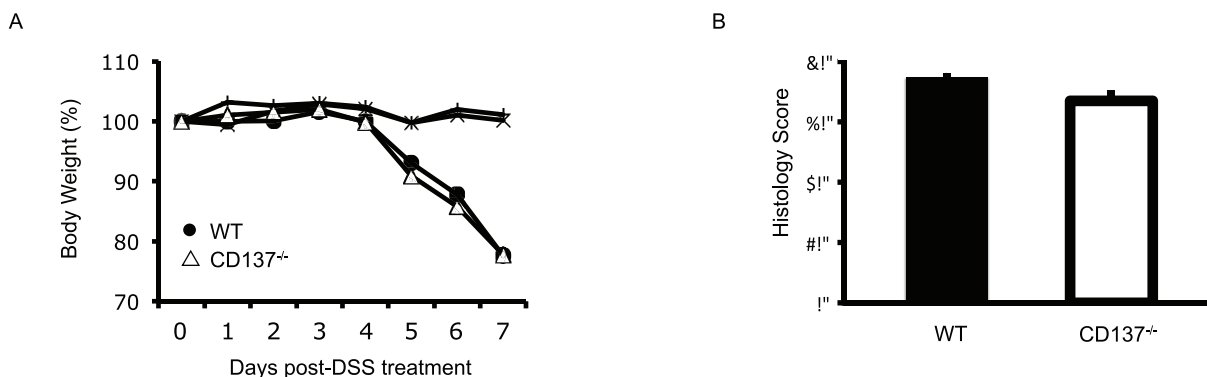 A
110
100
90
80
70
Body Weight (%)
WT
CD137-/-
0 1 2 3 4 5 6 7
Days post-DSS treatment
B
Histology Score
&!"
%!"
$!"
#!"
!"
WT
CD137-/-